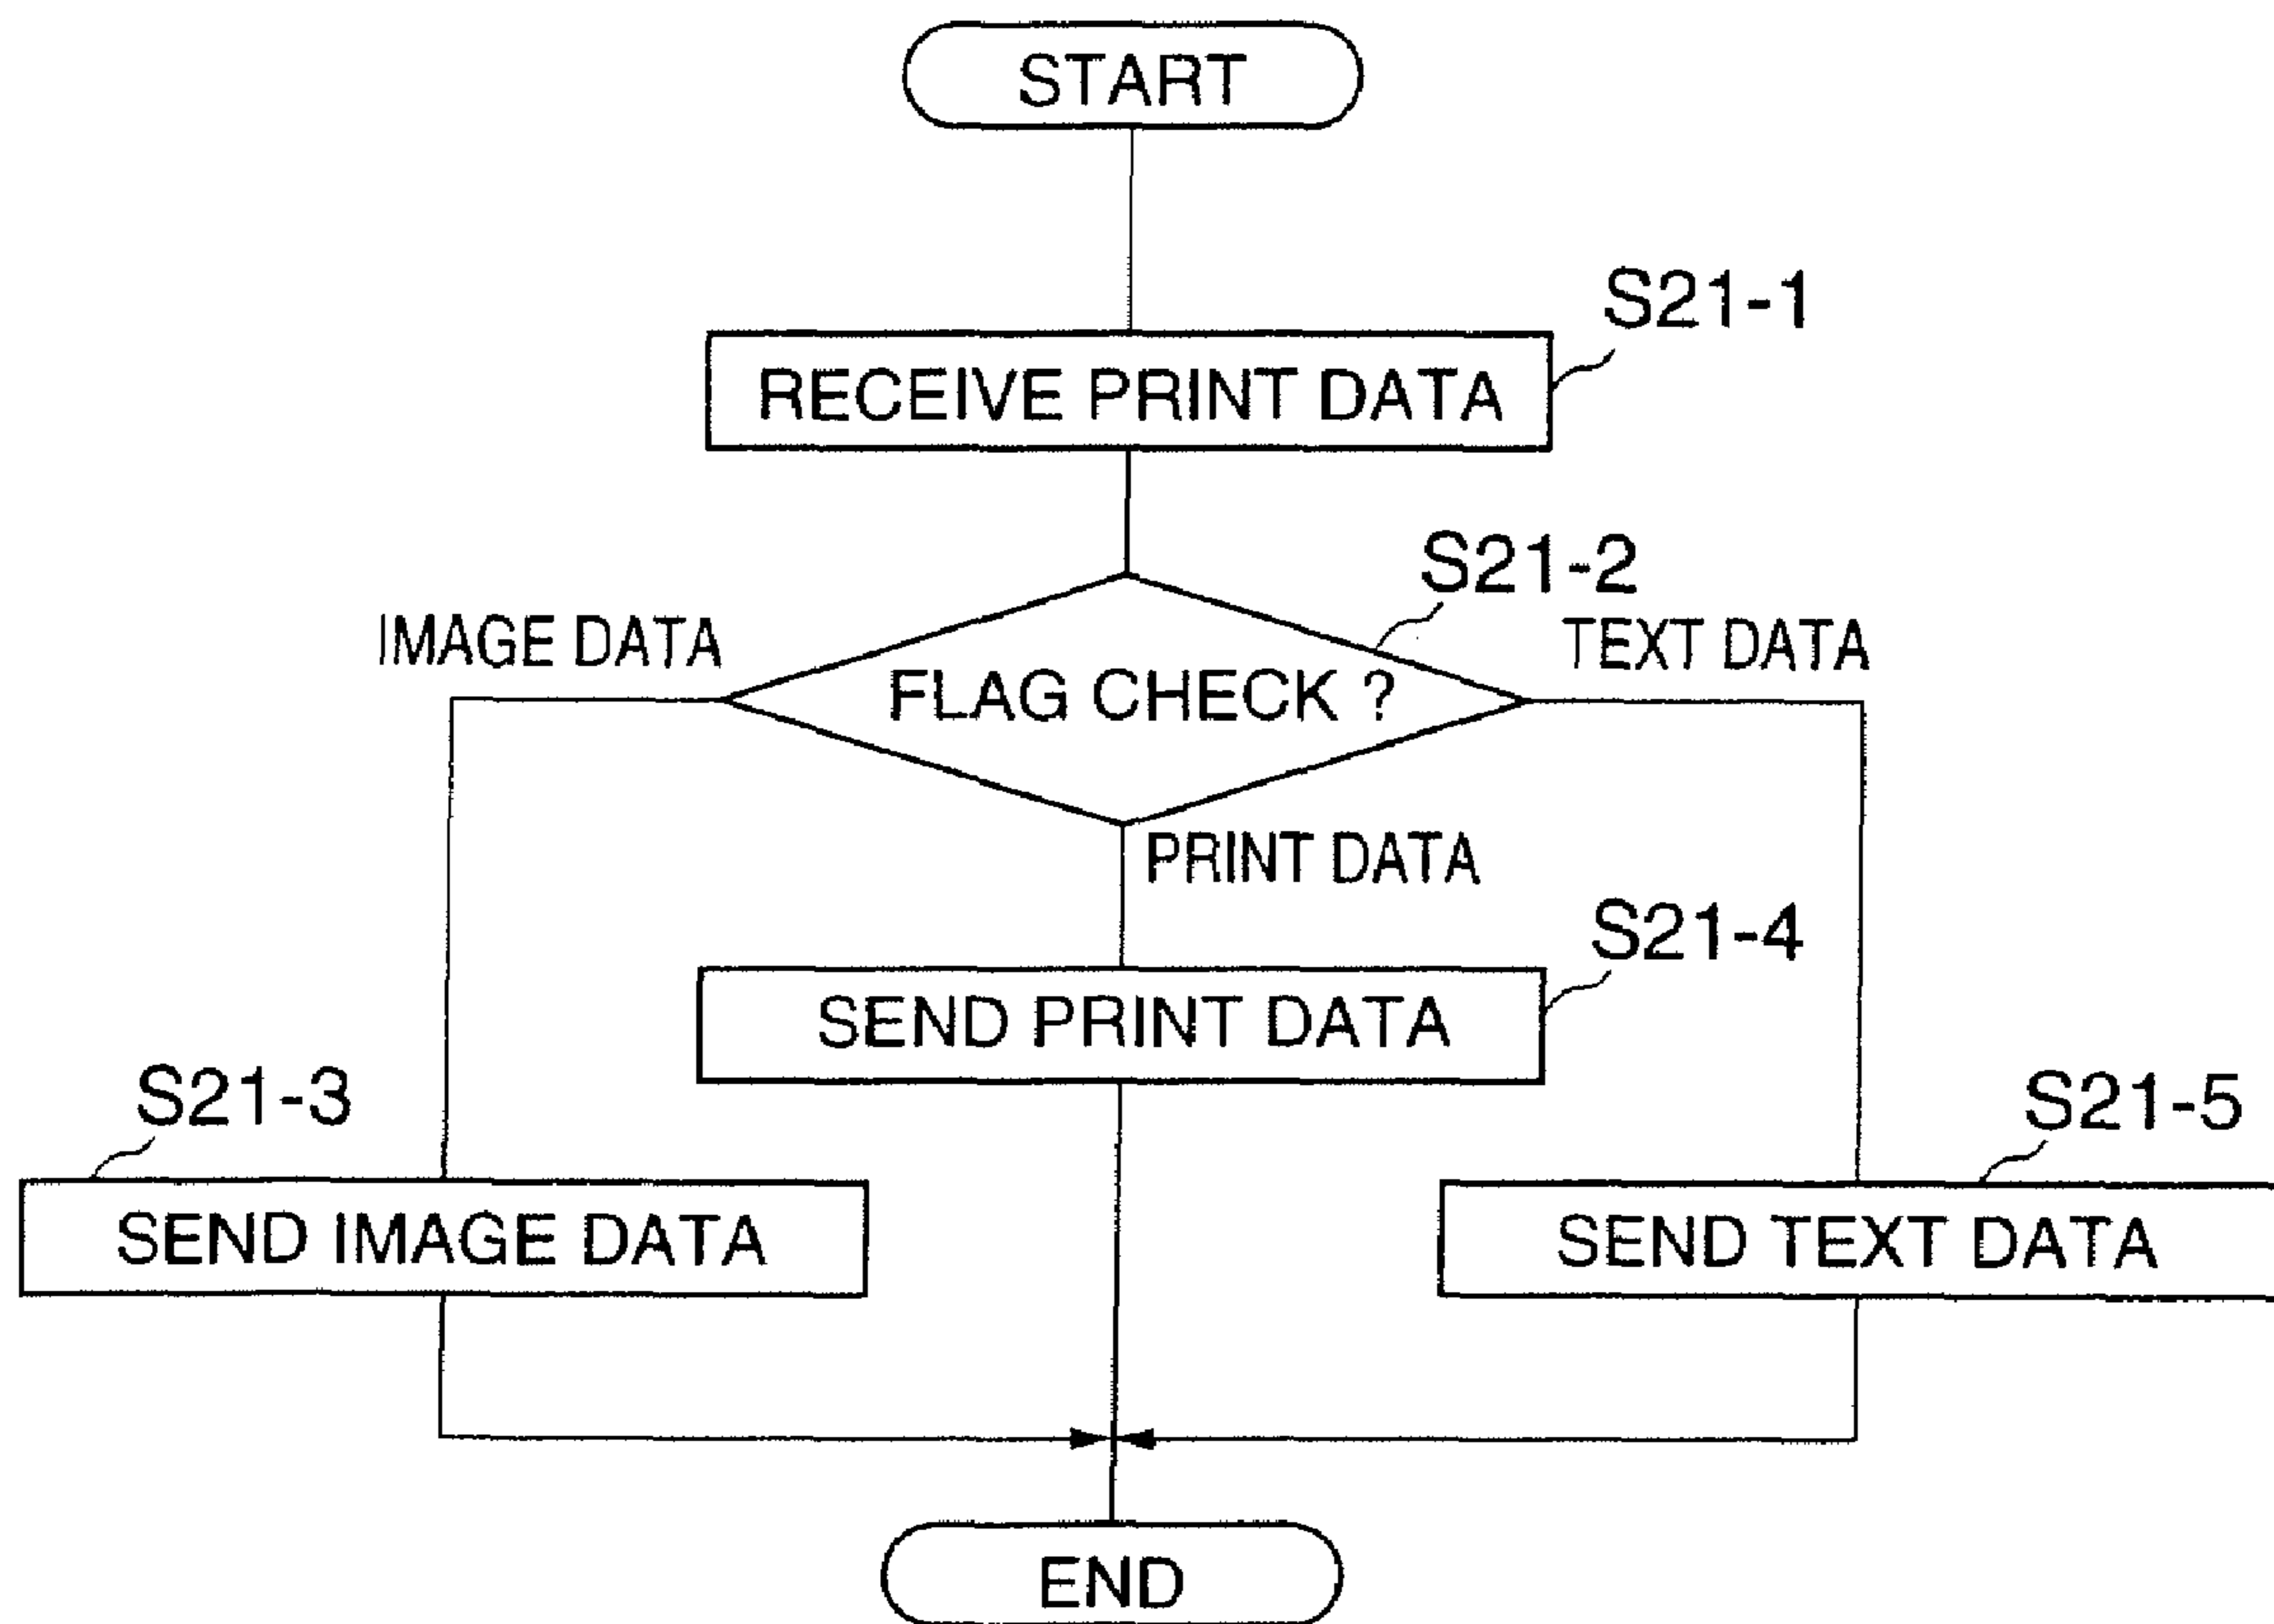 START
S21-1
RECEIVE PRINT DATA
S21-2
IMAGE DATA
TEXT DATA
FLAG CHECK ?
PRINT DATA
S21-4
SEND PRINT DATA
S21-3
S21-5
SEND IMAGE DATA
SEND TEXT DATA
END